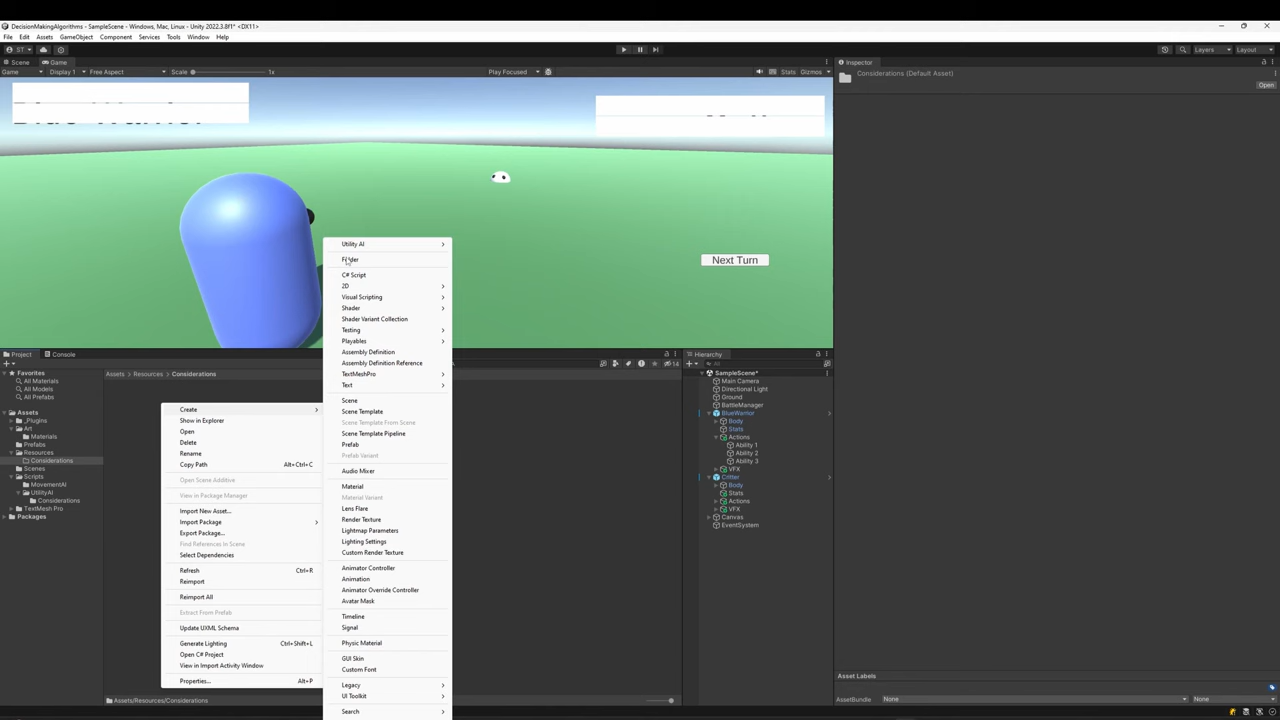 DecisionMakingAlgorithms - SampleScene - Windows, Mac, Linux - Unity 2022.3.8f1* <DX11>
File Edit Assets GameObject Component Services Tools Window Help
ST Layers Layout
Scene Game Inspector
Game Display 1 Free Aspect Scale 1x Play Focused Stats Gizmos
Considerations (Default Asset)
Open
Next Turn
Utility AI
Folder
C# Script
2D
Visual Scripting
Shader
Shader Variant Collection
Testing
Playables
Assembly Definition
Assembly Definition Reference
TextMeshPro
Text
Scene
Scene Template
Scene Template From Scene
Scene Template Pipeline
Prefab
Prefab Variant
Audio Mixer
Material
Material Variant
Lens Flare
Render Texture
Lightmap Parameters
Lighting Settings
Custom Render Texture
Animator Controller
Animation
Animator Override Controller
Avatar Mask
Timeline
Signal
Physic Material
GUI Skin
Custom Font
Legacy
UI Toolkit
Search
Project Console
Favorites
All Materials
All Models
All Prefabs
Assets
_Plugins
Art
Materials
Prefabs
Resources
Considerations
Scenes
Scripts
MovementAI
UtilityAI
Considerations
TextMesh Pro
Packages
Assets > Resources > Considerations
Create
Show in Explorer
Open
Delete
Rename
Copy Path Alt+Ctrl+C
Open Scene Additive
View in Package Manager
Import New Asset...
Import Package
Export Package...
Find References In Scene
Select Dependencies
Refresh Ctrl+R
Reimport
Reimport All
Extract From Prefab
Update UXML Schema
Generate Lighting Ctrl+Shift+L
Open C# Project
View in Import Activity Window
Properties... Alt+P
Assets/Resources/Considerations
14
Hierarchy
All
SampleScene*
Main Camera
Directional Light
Ground
BattleManager
BlueWarrior
Body
Stats
Actions
Ability 1
Ability 2
Ability 3
VFX
Critter
Body
Stats
Actions
VFX
Canvas
EventSystem
Asset Labels
AssetBundle None None